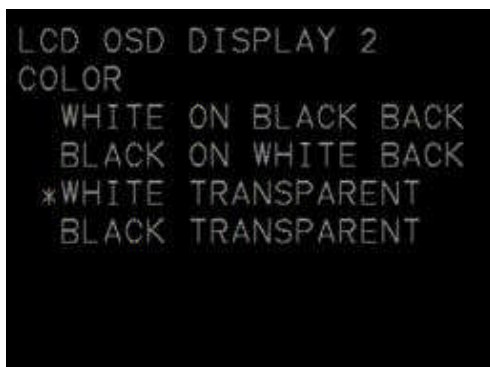 LCD OSD DISPLAY 2
COLOR
WHITE ON BLACK BACK
BLACK ON WHITE BACK
*WHITE TRANSPARENT
BLACK TRANSPARENT